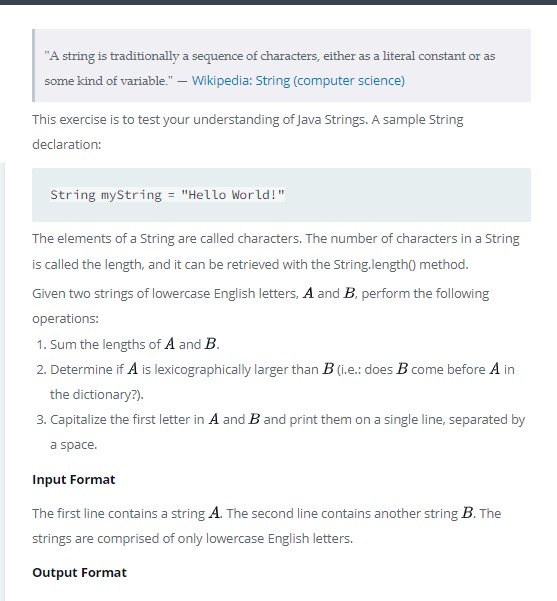 "A string is traditionally a sequence of characters, either as a literal constant or as
some kind of variable." — Wikipedia: String (computer science)
This exercise is to test your understanding of Java Strings. A sample String
declaration:
String myString = "Hello World!"
The elements of a String are called characters. The number of characters in a String
is called the length, and it can be retrieved with the String.length() method.
Given two strings of lowercase English letters, A and B, perform the following
operations:
1. Sum the lengths of A and B.
2. Determine if A is lexicographically larger than B (i.e.: does B come before A in
the dictionary?).
3. Capitalize the first letter in A and B and print them on a single line, separated by
a space.
Input Format
The first line contains a string A. The second line contains another string B. The
strings are comprised of only lowercase English letters.
Output Format